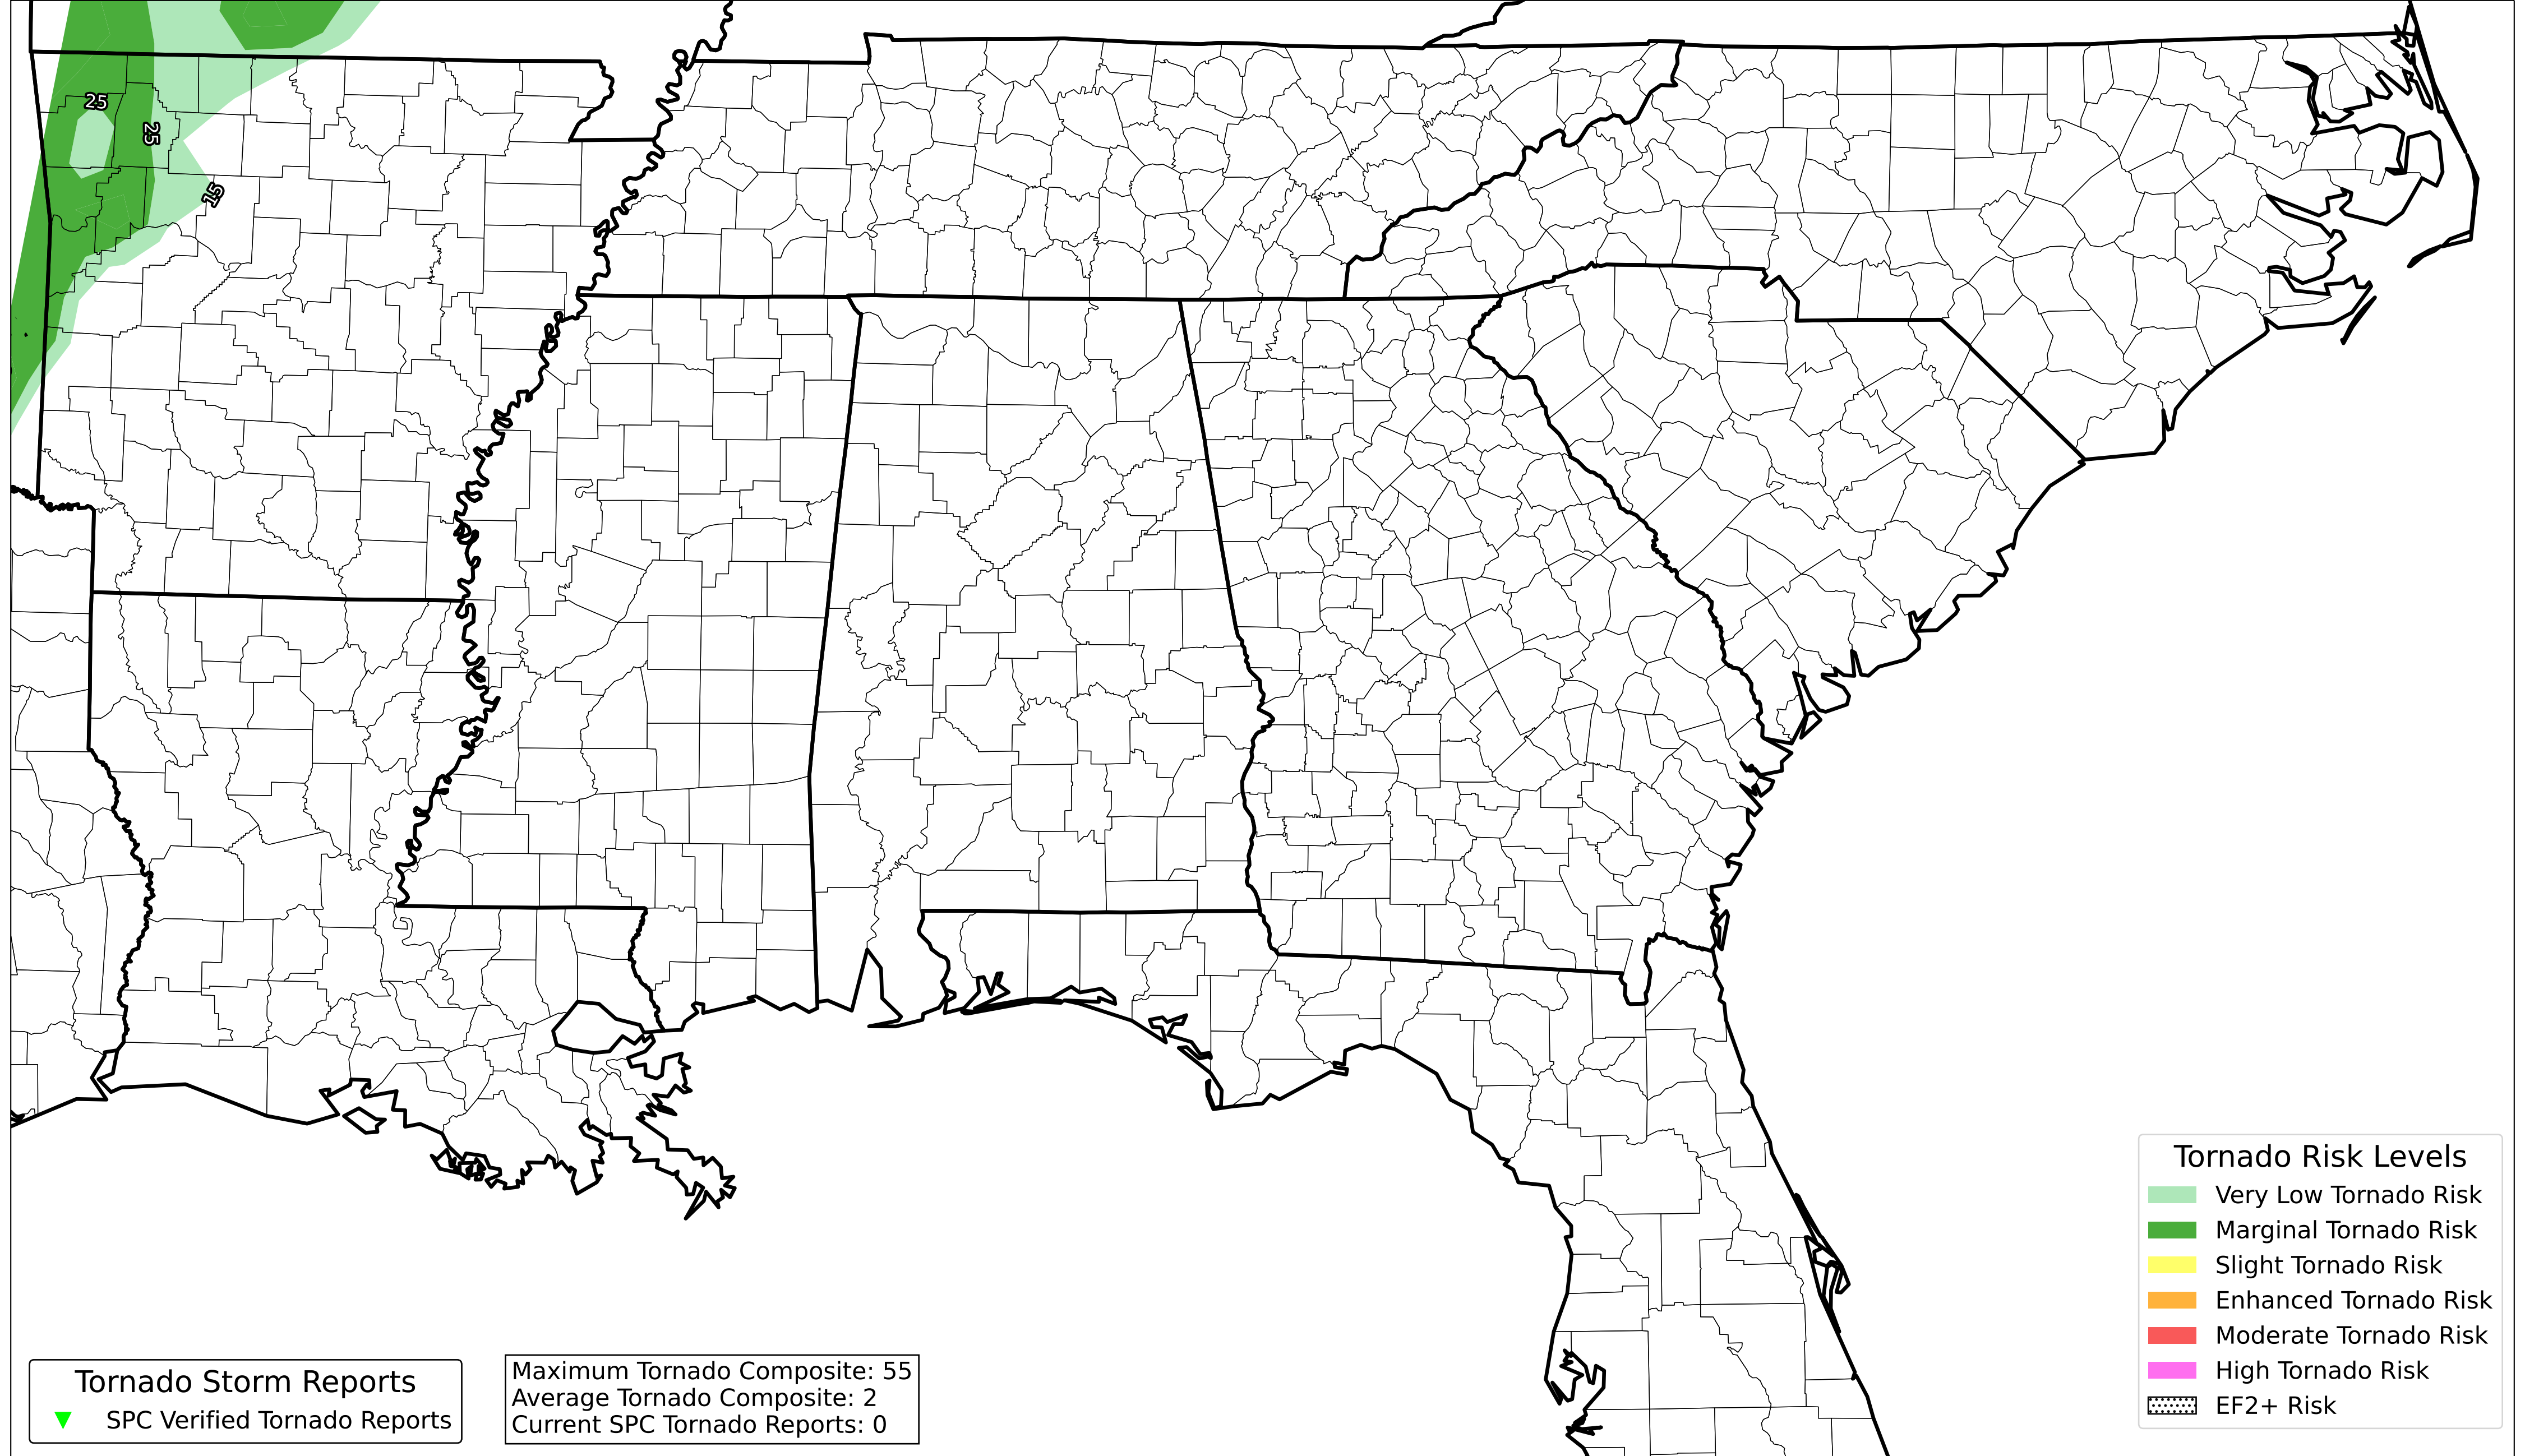 25
25
15
Tornado Storm Reports
SPC Verified Tornado Reports
Maximum Tornado Composite: 55
Average Tornado Composite: 2
Current SPC Tornado Reports: 0
Tornado Risk Levels
Very Low Tornado Risk
Marginal Tornado Risk
Slight Tornado Risk
Enhanced Tornado Risk
Moderate Tornado Risk
High Tornado Risk
EF2+ Risk